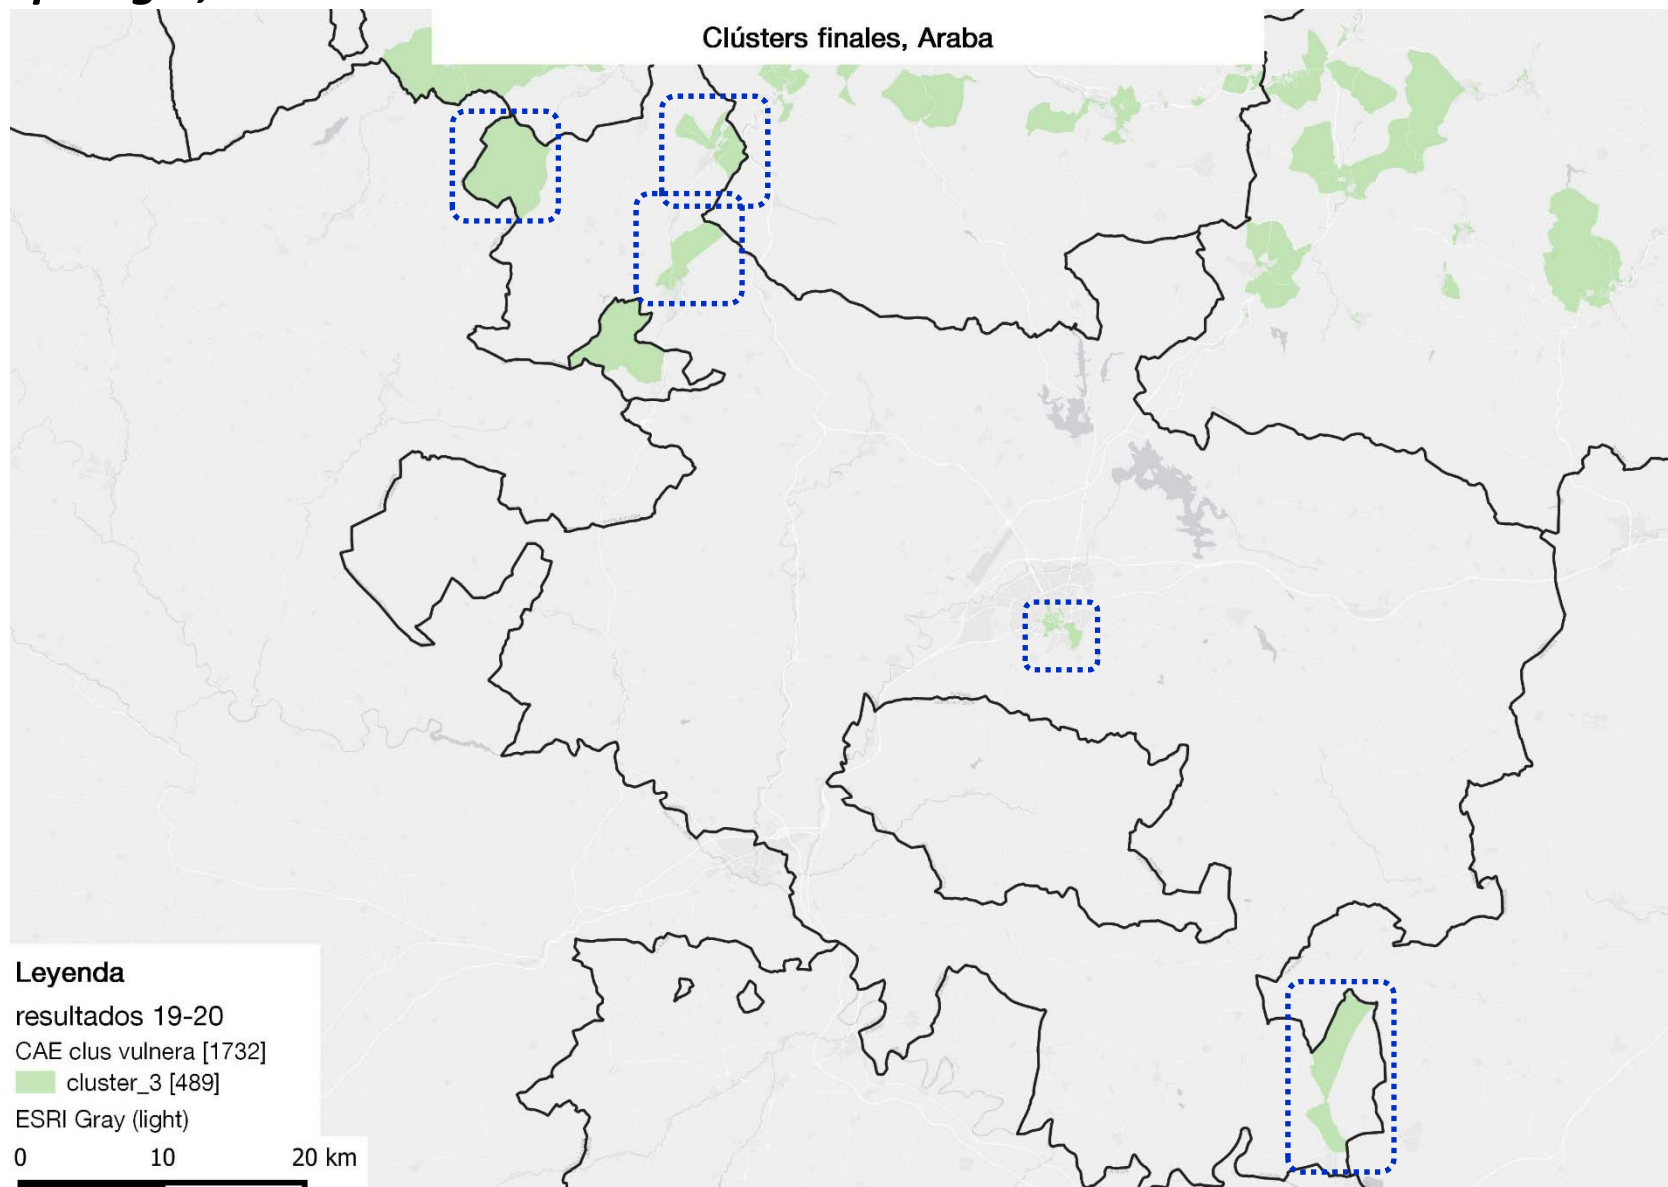 Clústers finales, Araba
Leyenda
resultados 19-20
CAE clus vulnera [1732]
cluster_3 [489]
ESRI Gray (light)
0 10 20 km